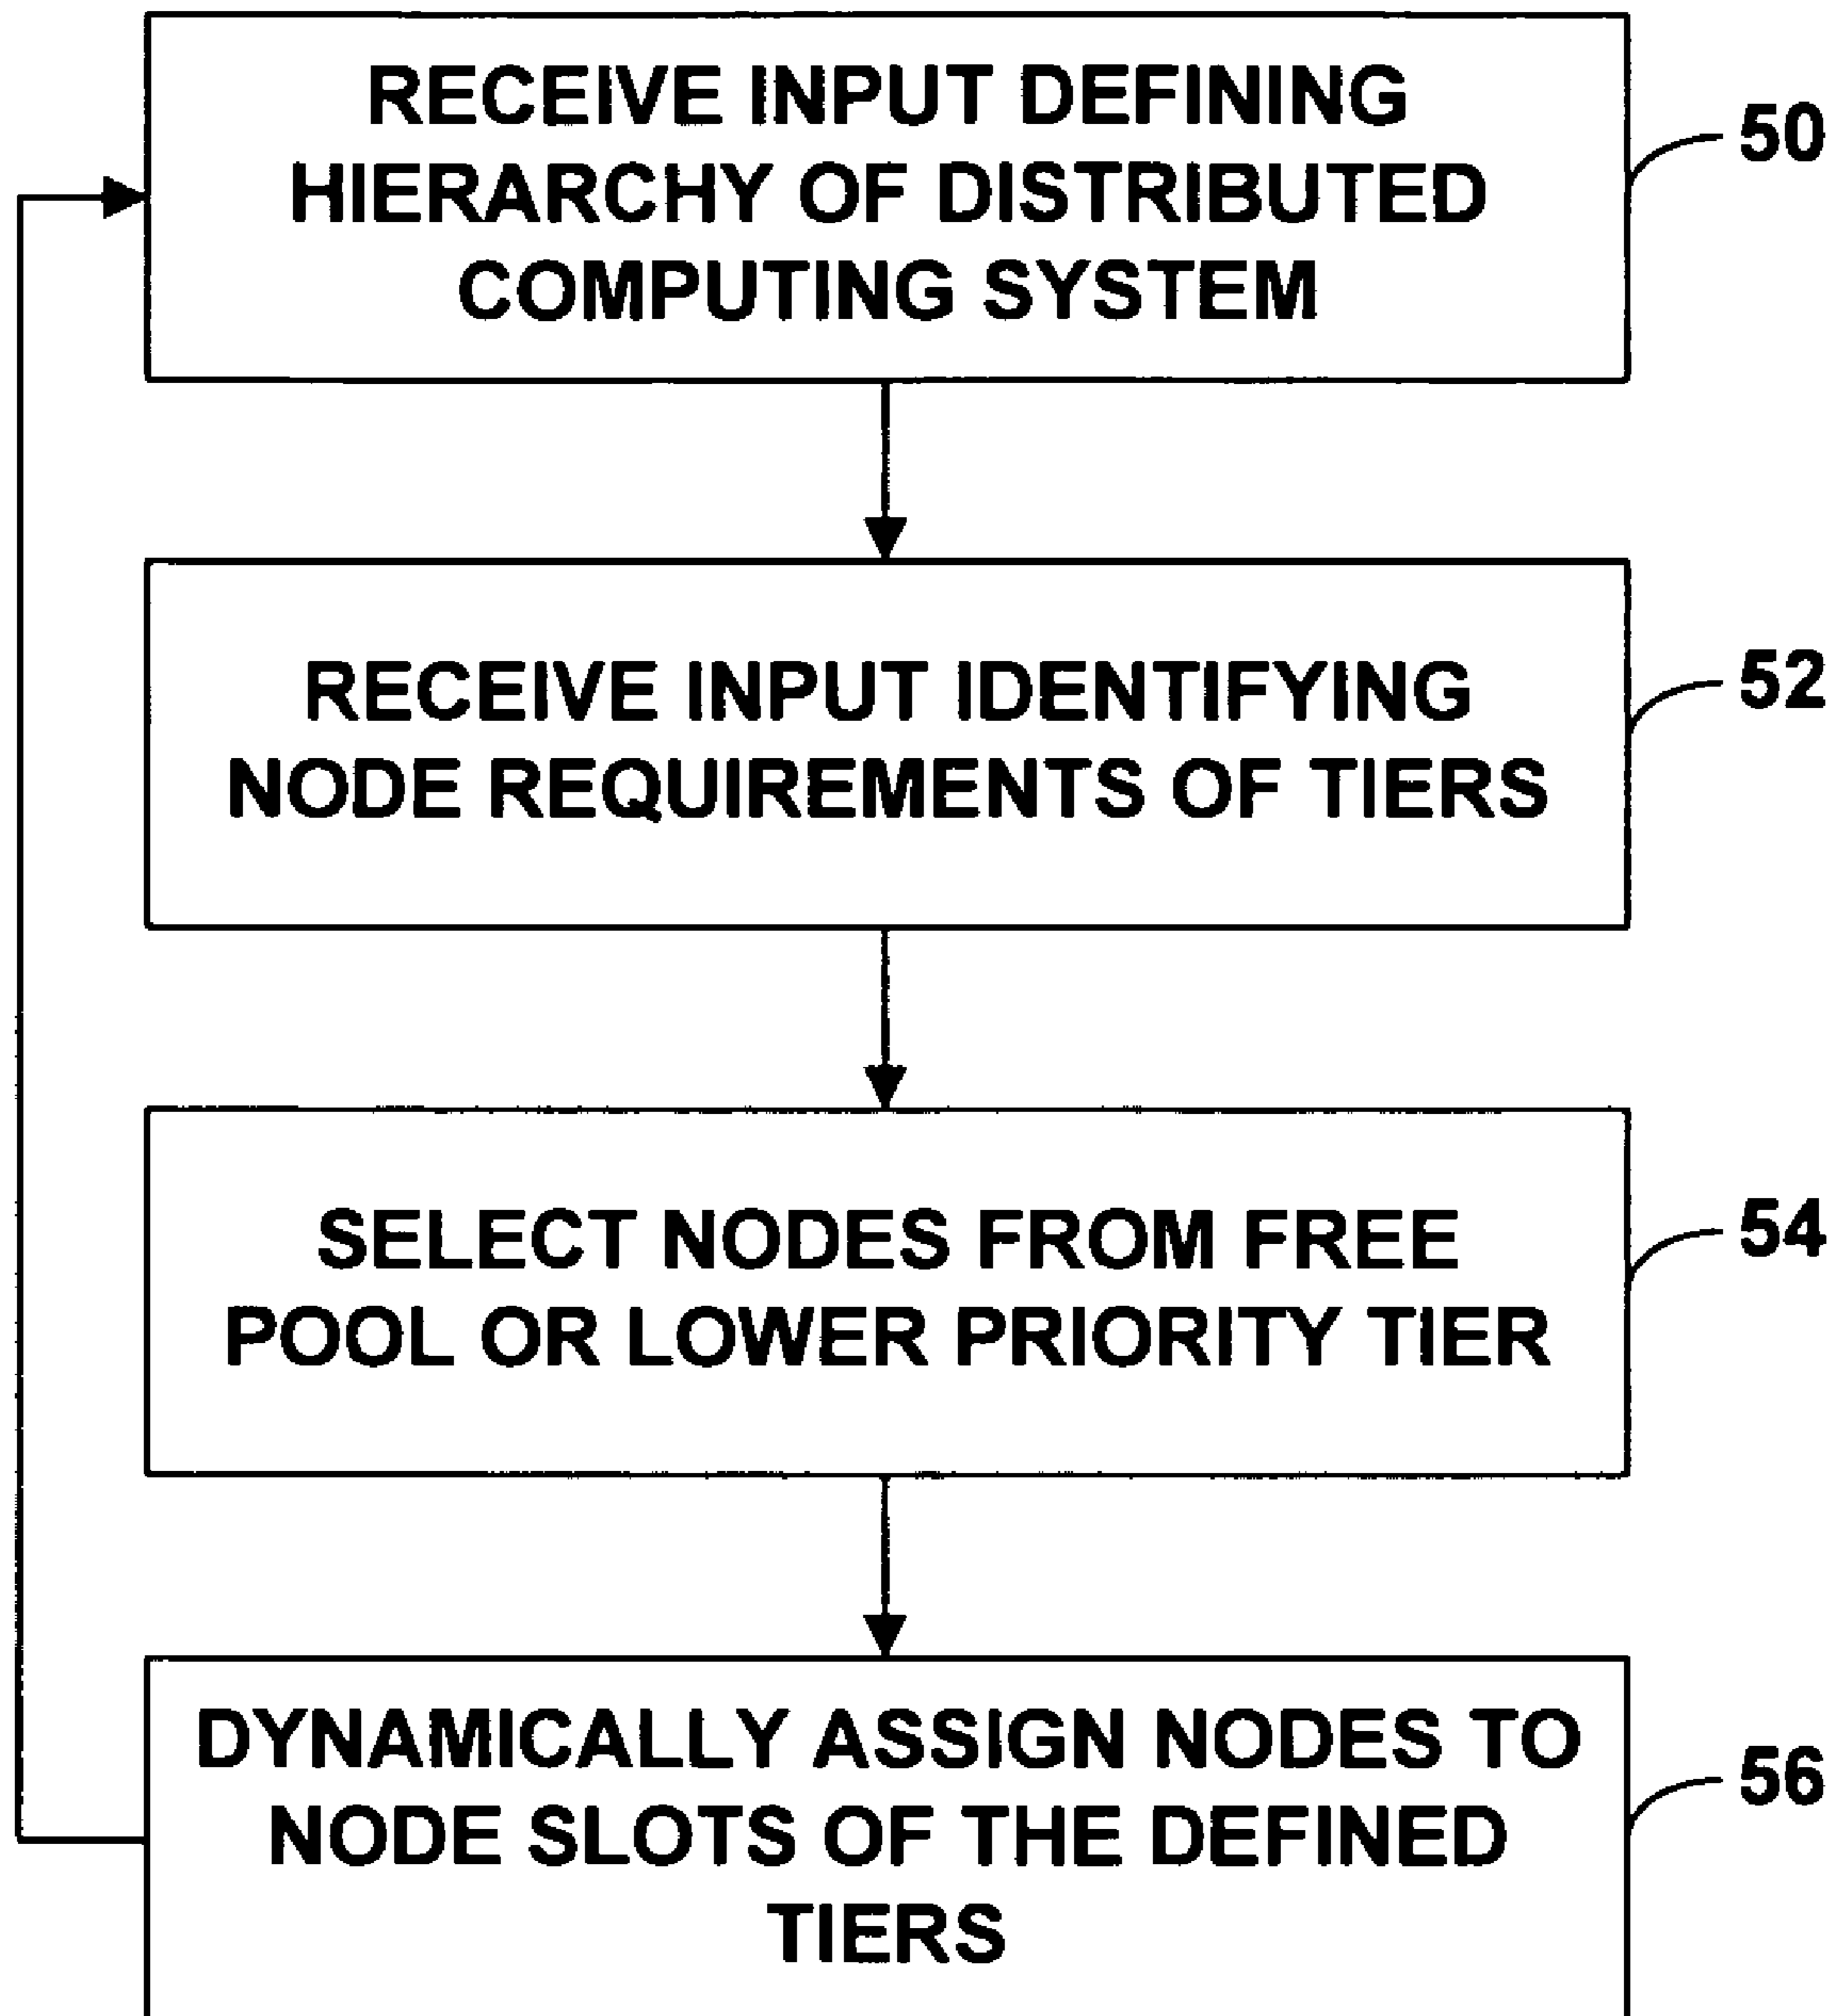 RECEIVE INPUT DEFINING
HIERARCHY OF DISTRIBUTED
COMPUTING SYSTEM
50
RECEIVE INPUT IDENTIFYING
NODE REQUIREMENTS OF TIERS
52
SELECT NODES FROM FREE
POOL OR LOWER PRIORITY TIER
54
DYNAMICALLY ASSIGN NODES TO
NODE SLOTS OF THE DEFINED
TIERS
56